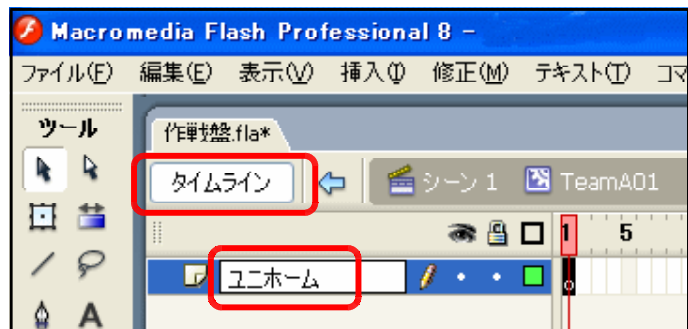 Macromedia Flash Professional 8 -
ファイル(F) 編集(E) 表示(V) 挿入(I) 修正(M) テキスト(T) コマ
ツール
作戦盤.fla*
タイムライン シーン 1 TeamA01
1 5
ユニホーム
A